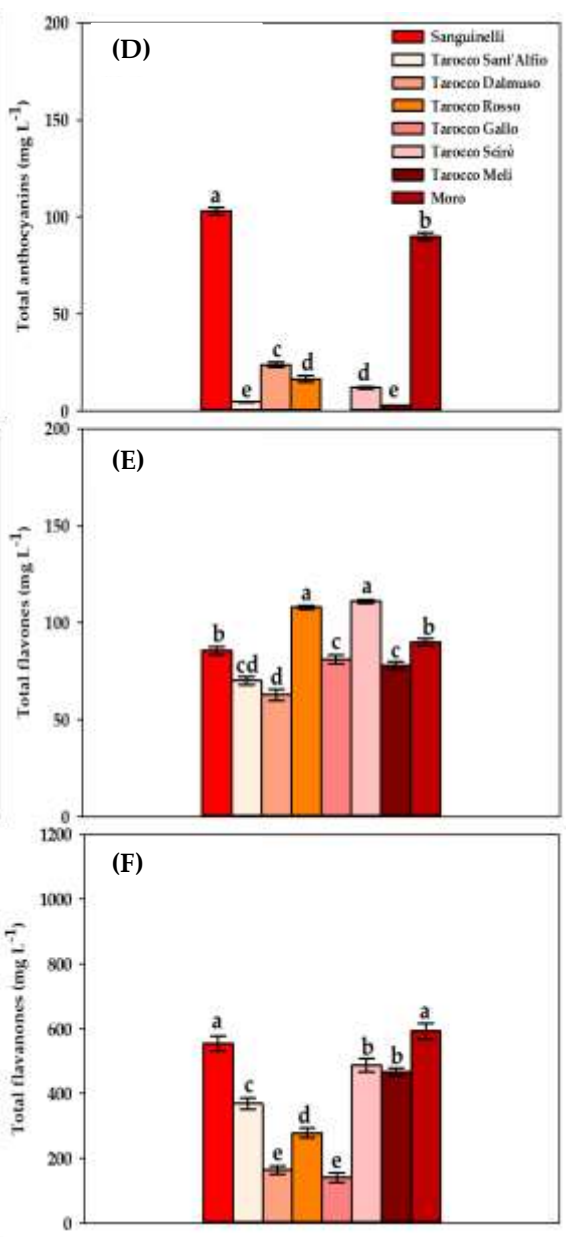 200
(D)
Sanguinelli
Tarocco Sant'Alfio
Tarocco Dalmuso
Tarocco Rosso
Tarocco Gallo
Tarocco Scirè
Tarocco Meli
Moro
150
100
50
0
Total anthocyanins (mg L-1)
a
e
c
d
d
e
b
200
(E)
150
100
50
0
Total flavones (mg L-1)
b
cd
d
a
c
a
c
b
1200
(F)
1000
800
600
400
200
0
Total flavanones (mg L-1)
a
c
e
d
e
b
b
a